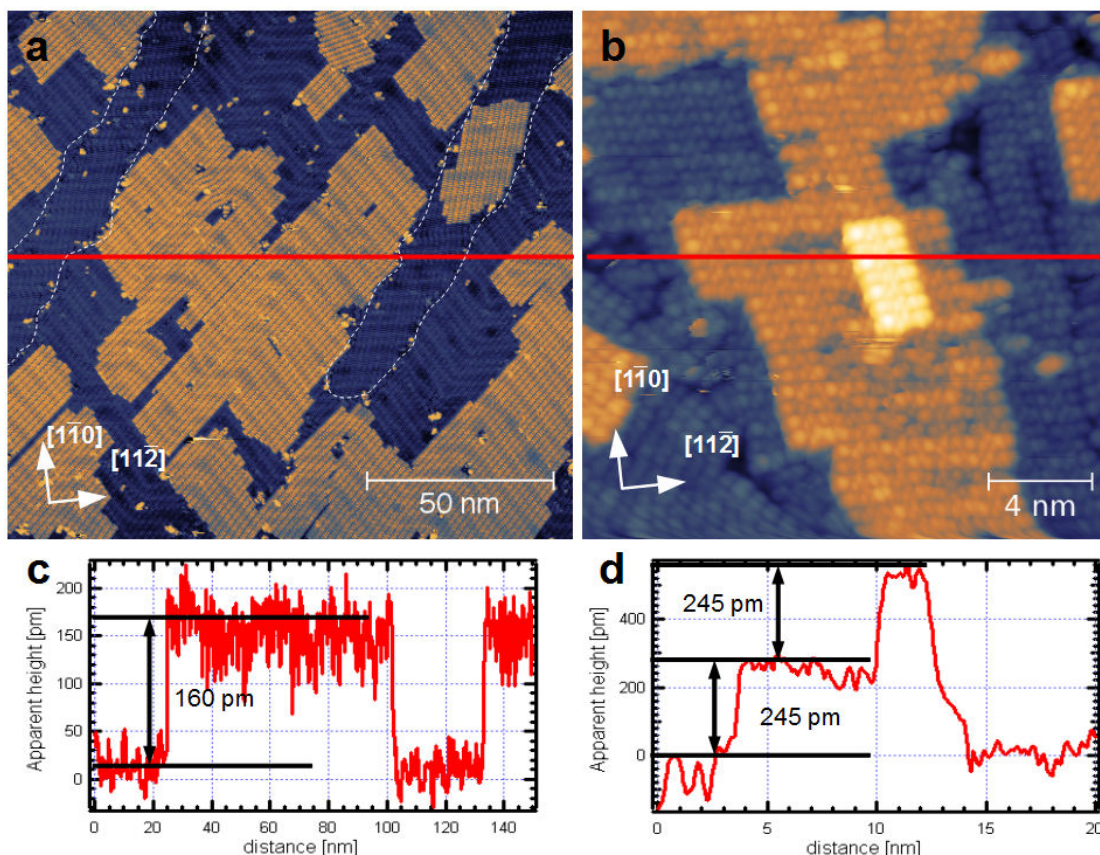 a
b
[11̄0]
[112̄]
50 nm
[11̄0]
[112̄]
4 nm
c
d
Apparent height [pm]
200
150
100
50
0
160 pm
0 20 40 60 80 100 120 140
distance [nm]
Apparent height [pm]
400
200
0
245 pm
245 pm
0 5 10 15 20
distance [nm]